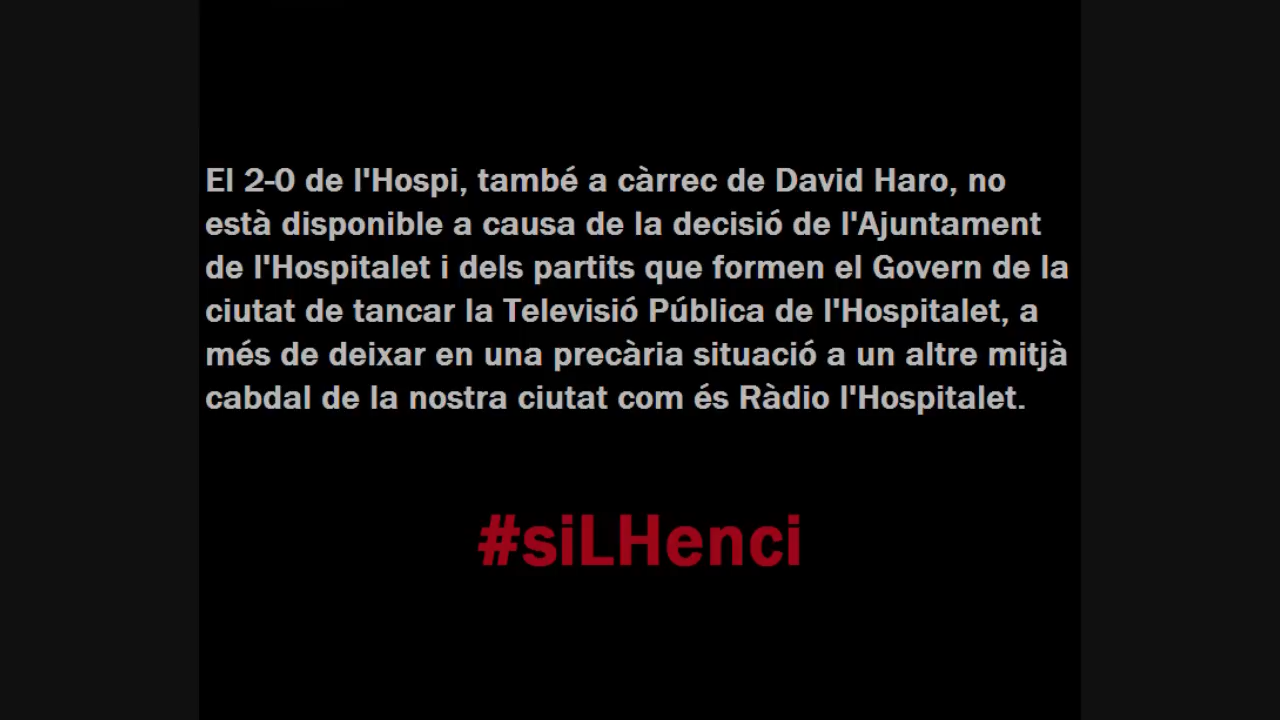 El 2-0 de l'Hospi, també a càrrec de David Haro, no
està disponible a causa de la decisió de l'Ajuntament
de l'Hospitalet i dels partits que formen el Govern de la
ciutat de tancar la Televisió Pública de l'Hospitalet, a
més de deixar en una precària situació a un altre mitjà
cabdal de la nostra ciutat com és Ràdio l'Hospitalet.
#siLHenci